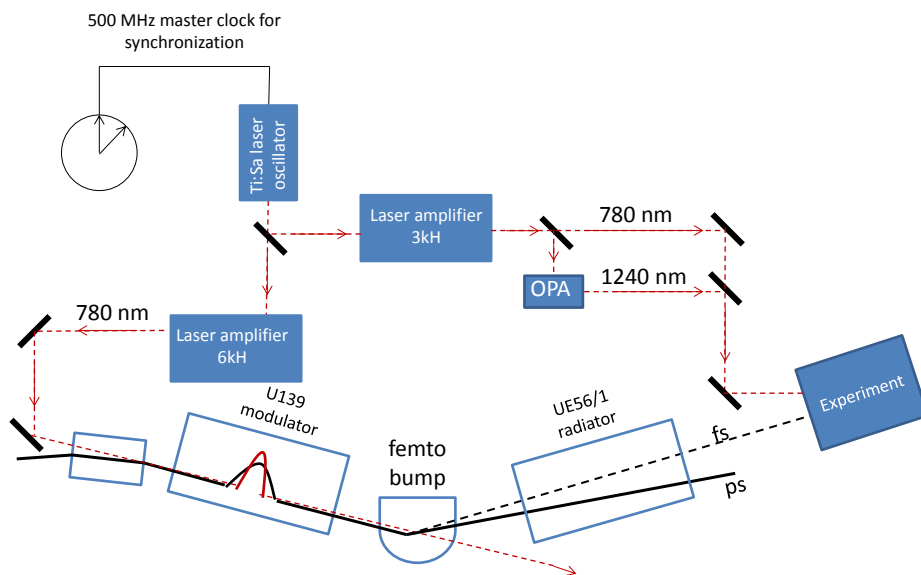 500 MHz master clock for
synchronization
Ti:Sa laser
oscillator
Laser amplifier
3kH
780 nm
OPA
1240 nm
780 nm
Laser amplifier
6kH
U139
modulator
femto
bump
UE56/1
radiator
fs
ps
Experiment